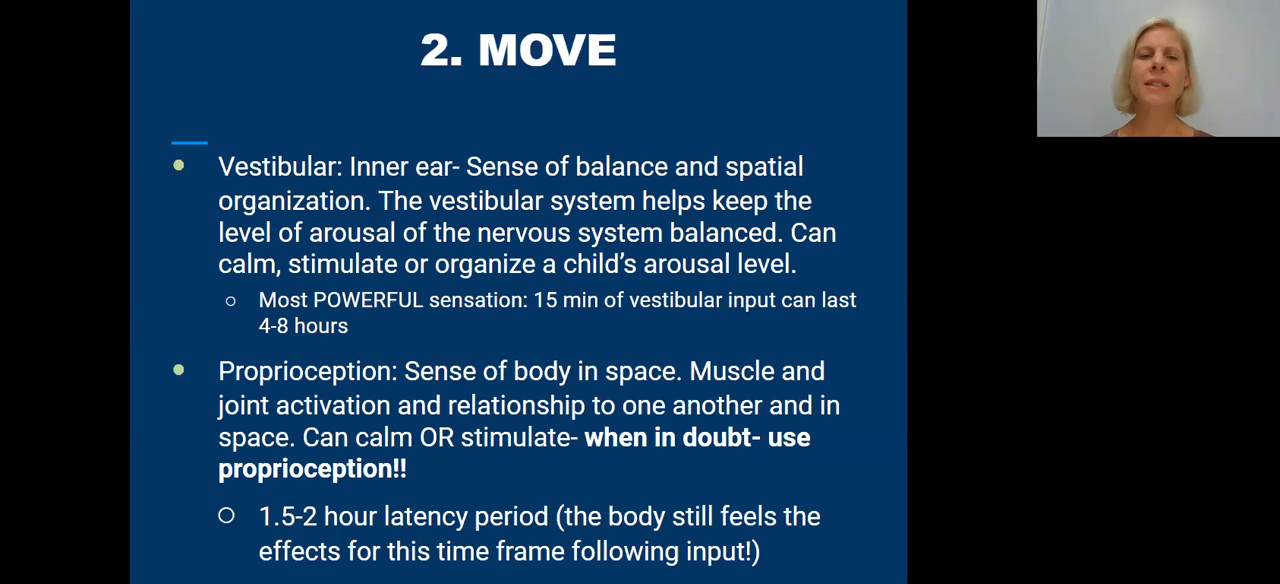 2. MOVE
Vestibular: Inner ear- Sense of balance and spatial
organization. The vestibular system helps keep the
level of arousal of the nervous system balanced. Can
calm, stimulate or organize a child’s arousal level.
Most POWERFUL sensation: 15 min of vestibular input can last
4-8 hours
Proprioception: Sense of body in space. Muscle and
joint activation and relationship to one another and in
space. Can calm OR stimulate- when in doubt- use
proprioception!!
1.5-2 hour latency period (the body still feels the
effects for this time frame following input!)